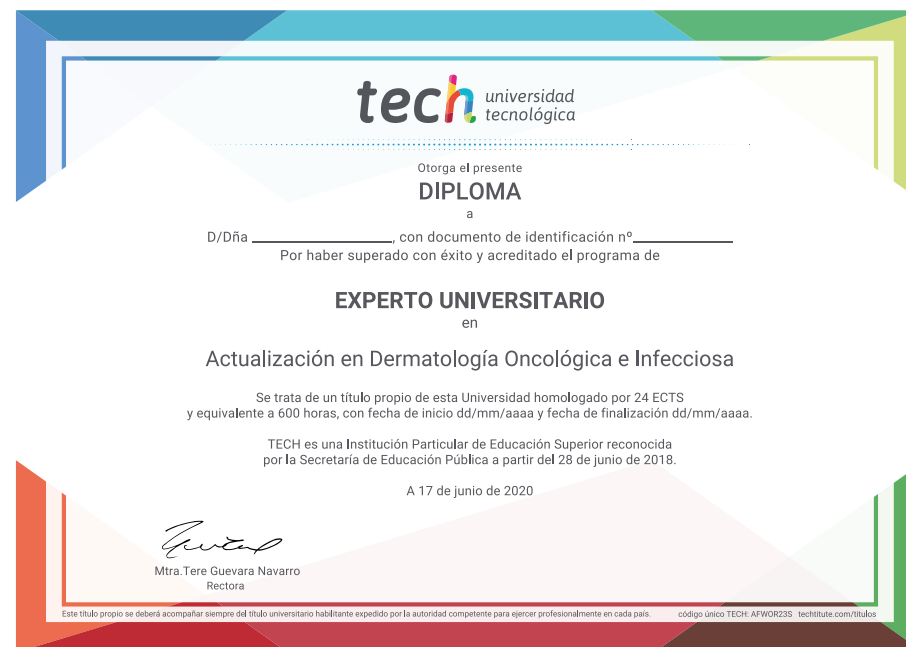 tech universidad
tecnológica
Otorga el presente
DIPLOMA
a
D/Dña ____________________, con documento de identificación nº______________
Por haber superado con éxito y acreditado el programa de
EXPERTO UNIVERSITARIO
en
Actualización en Dermatología Oncológica e Infecciosa
Se trata de un título propio de esta Universidad homologado por 24 ECTS
y equivalente a 600 horas, con fecha de inicio dd/mm/aaaa y fecha de finalización dd/mm/aaaa.
TECH es una Institución Particular de Educación Superior reconocida
por la Secretaría de Educación Pública a partir del 28 de junio de 2018.
A 17 de junio de 2020
Mtra.Tere Guevara Navarro
Rectora
Este título propio se deberá acompañar siempre del título universitario habilitante expedido por la autoridad competente para ejercer profesionalmente en cada país. código único TECH: AFWOR23S techtitute.com/titulos